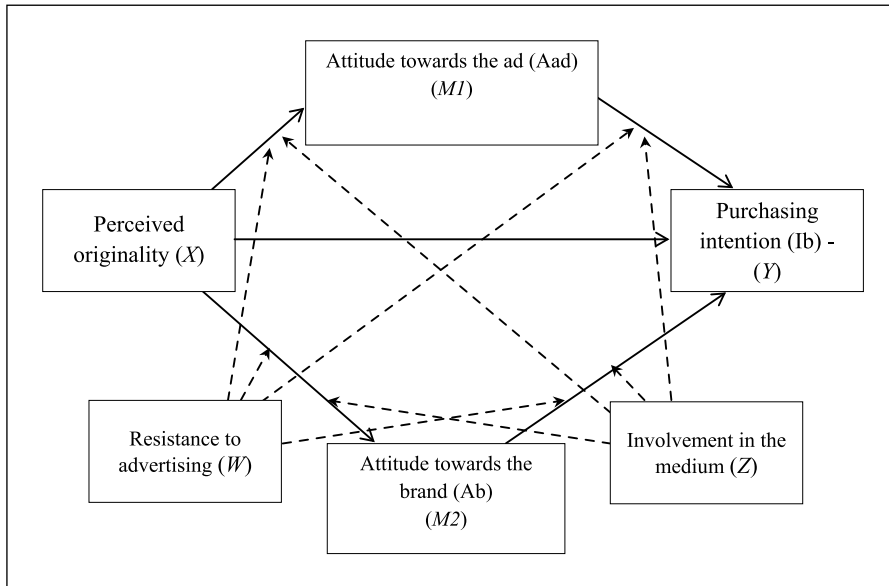 Attitude towards the ad (Aad)
(M1)
Perceived
originality (X)
Purchasing
intention (Ib) -
(Y)
Resistance to
advertising (W)
Attitude towards the
brand (Ab)
(M2)
Involvement in the
medium (Z)